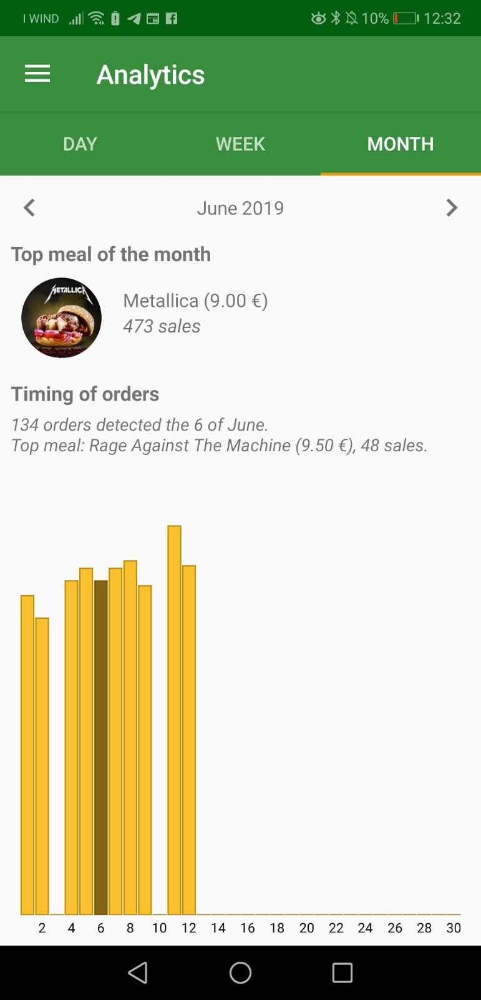 I WIND 10% 12:32
Analytics
DAY WEEK MONTH
June 2019
Top meal of the month
METALLICA
Metallica (9.00 €)
473 sales
Timing of orders
134 orders detected the 6 of June.
Top meal: Rage Against The Machine (9.50 €), 48 sales.
2 4 6 8 10 12 14 16 18 20 22 24 26 28 30